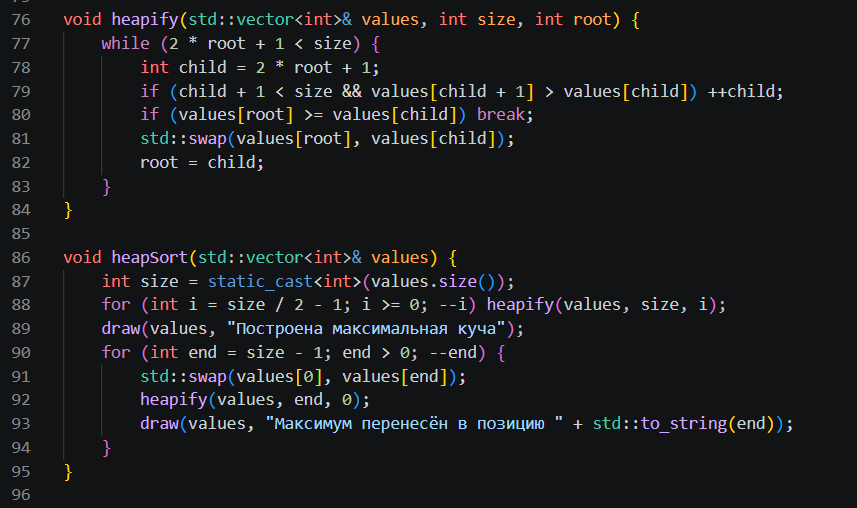 76 void heapify(std::vector<int>& values, int size, int root) {
77     while (2 * root + 1 < size) {
78         int child = 2 * root + 1;
79         if (child + 1 < size && values[child + 1] > values[child]) ++child;
80         if (values[root] >= values[child]) break;
81         std::swap(values[root], values[child]);
82         root = child;
83     }
84 }
85
86 void heapSort(std::vector<int>& values) {
87     int size = static_cast<int>(values.size());
88     for (int i = size / 2 - 1; i >= 0; --i) heapify(values, size, i);
89     draw(values, "Построена максимальная куча");
90     for (int end = size - 1; end > 0; --end) {
91         std::swap(values[0], values[end]);
92         heapify(values, end, 0);
93         draw(values, "Максимум перенесён в позицию " + std::to_string(end));
94     }
95 }
96